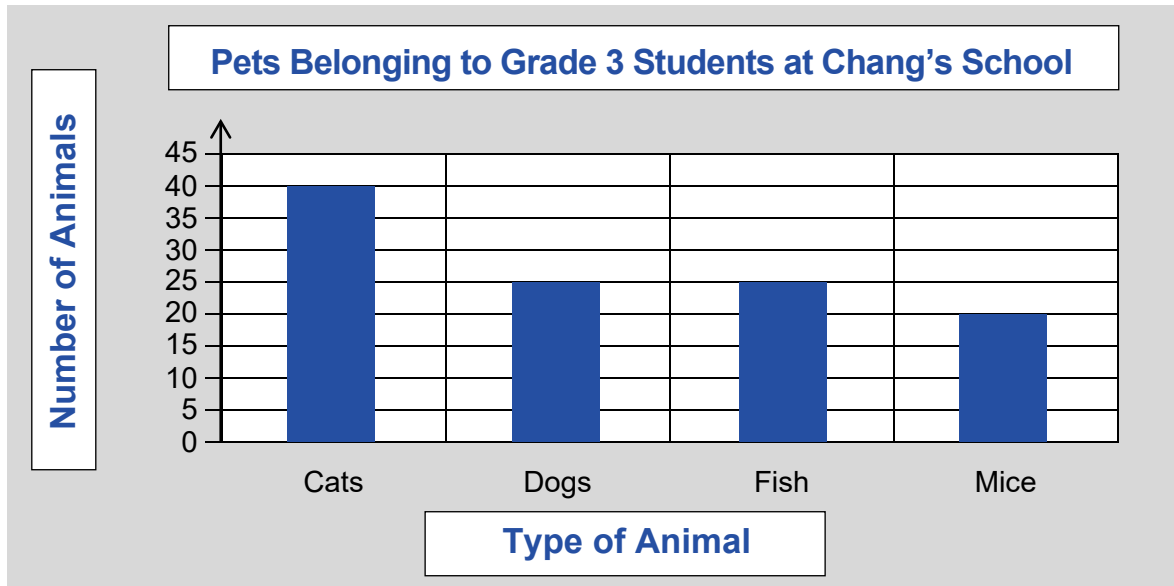 Pets Belonging to Grade 3 Students at Chang's School
Number of Animals
45
40
35
30
25
20
15
10
5
0
Cats Dogs Fish Mice
Type of Animal